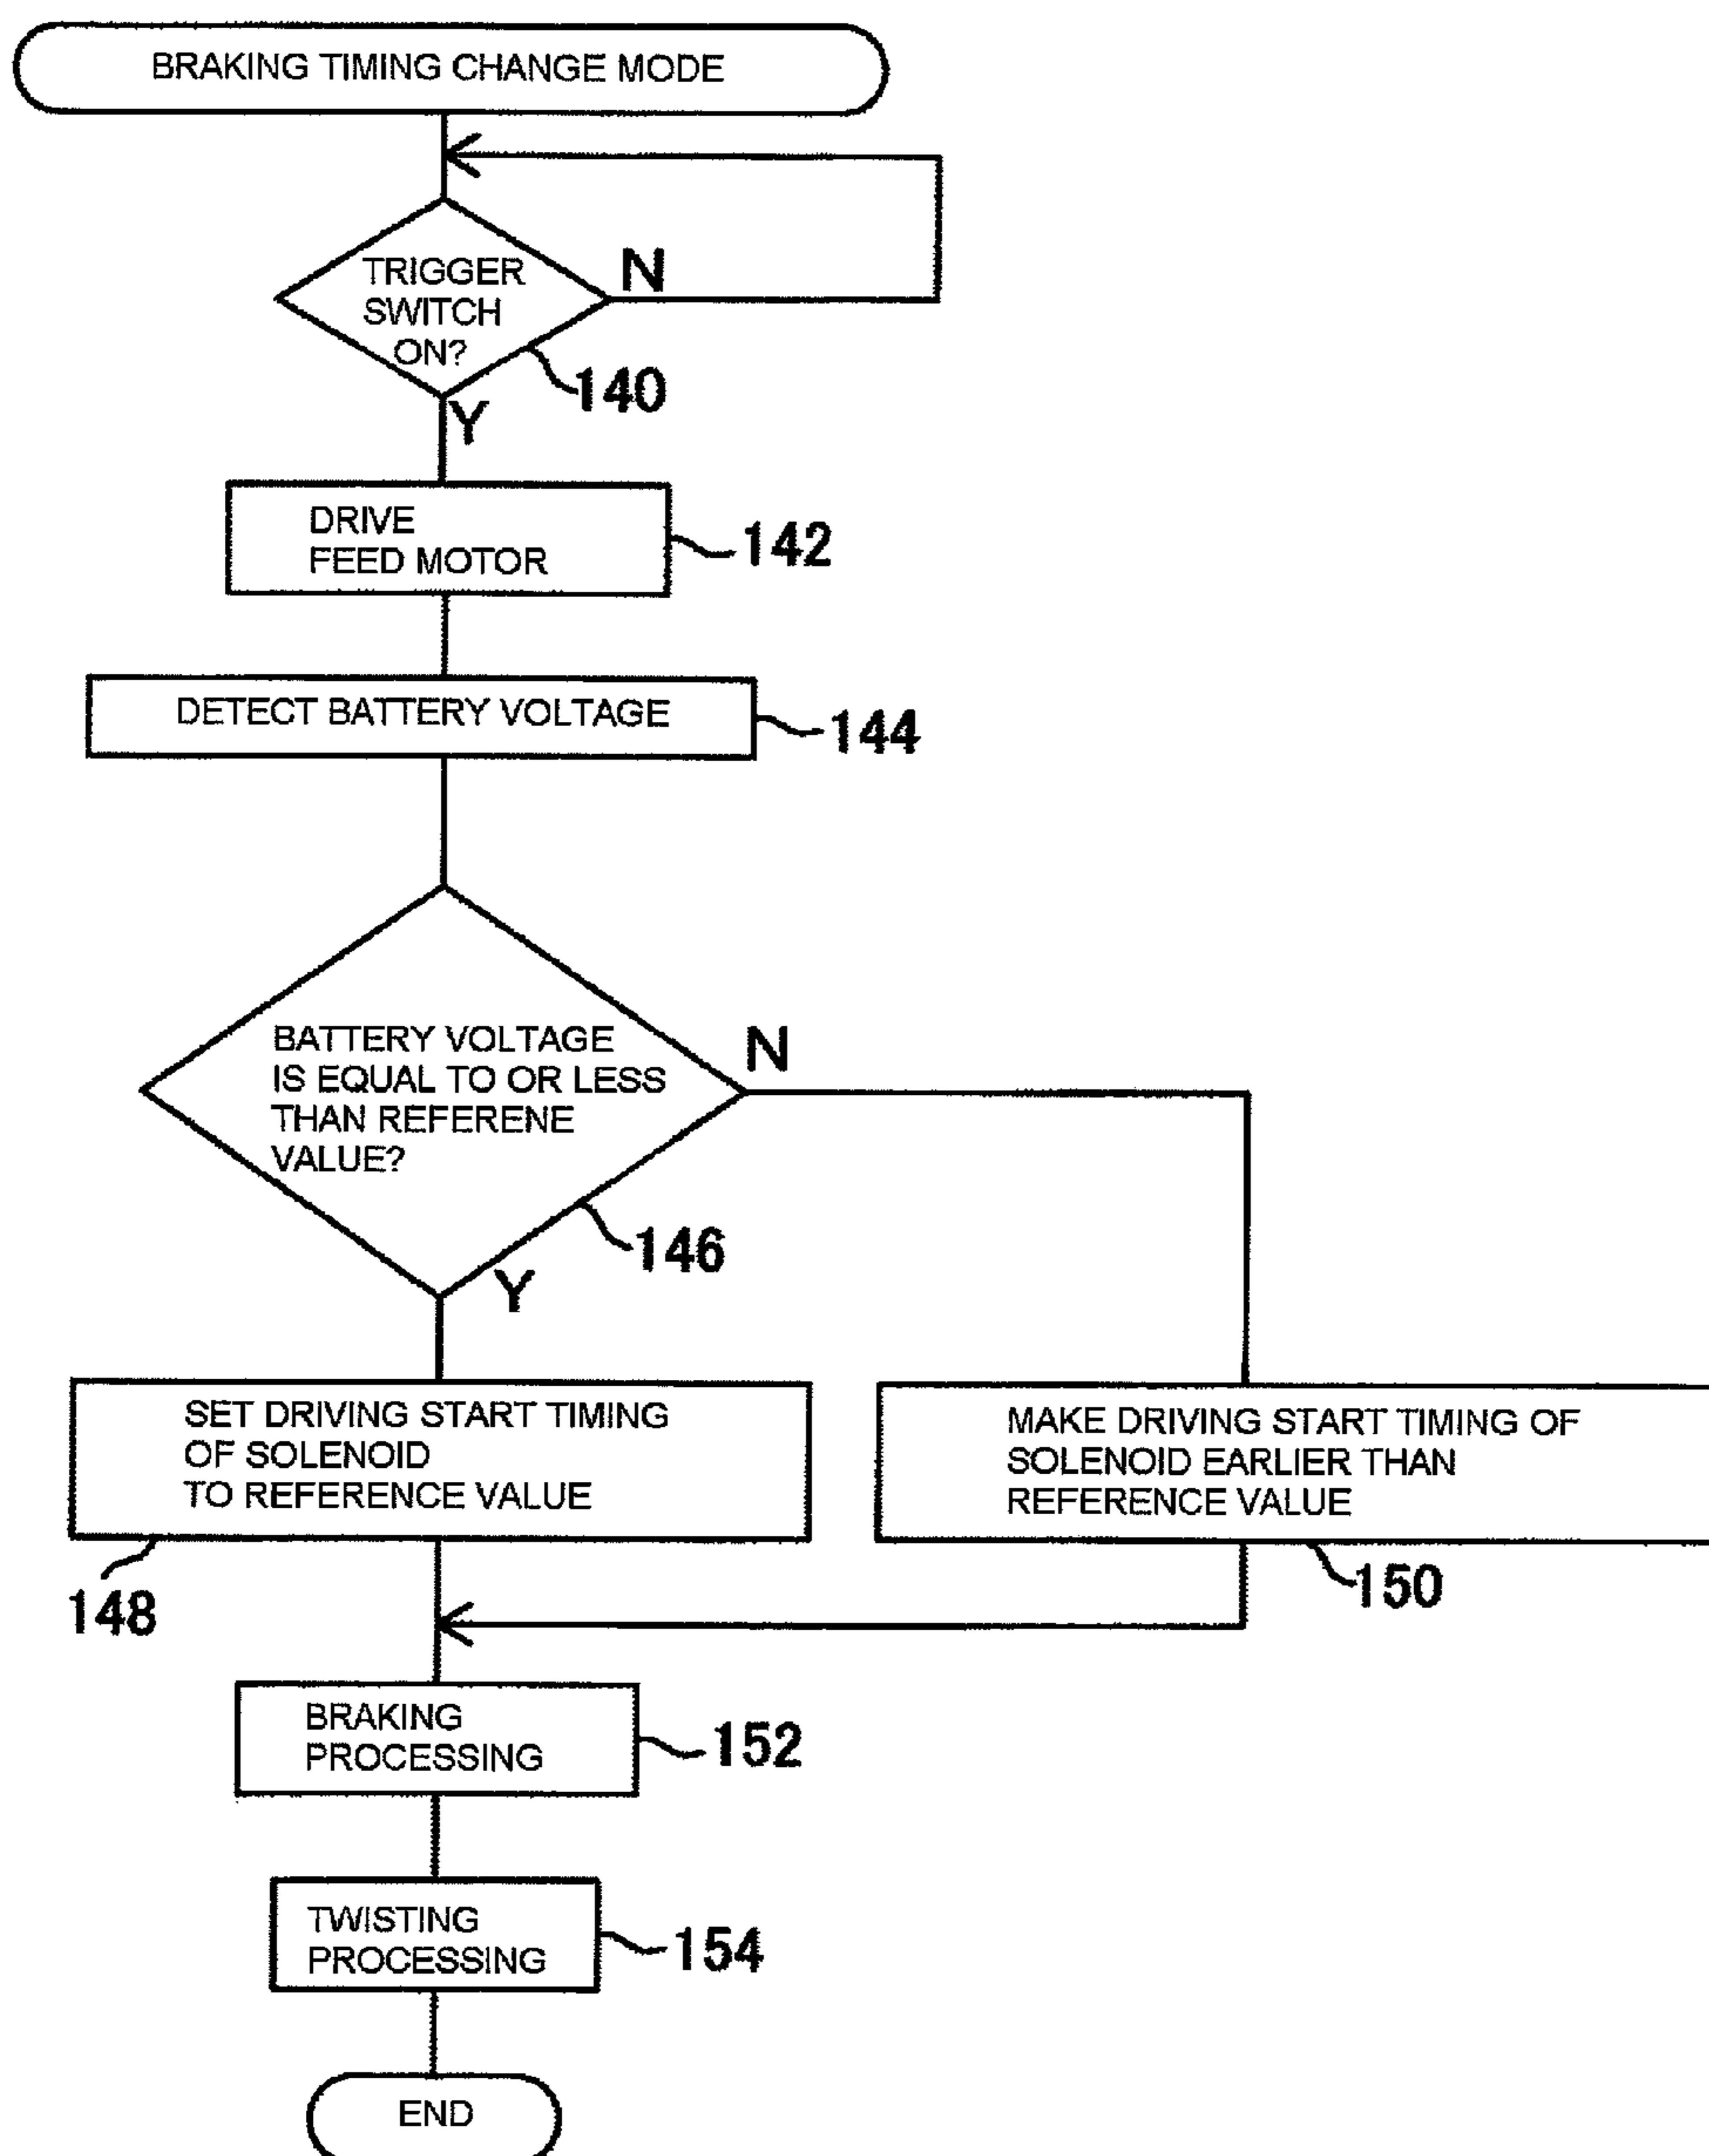 BRAKING TIMING CHANGE MODE
TRIGGER
SWITCH
ON?
N
140
Y
DRIVE
FEED MOTOR
142
DETECT BATTERY VOLTAGE
144
BATTERY VOLTAGE
IS EQUAL TO OR LESS
THAN REFERENE
VALUE?
N
146
Y
SET DRIVING START TIMING
OF SOLENOID
TO REFERENCE VALUE
148
MAKE DRIVING START TIMING OF
SOLENOID EARLIER THAN
REFERENCE VALUE
150
BRAKING
PROCESSING
152
TWISTING
PROCESSING
154
END